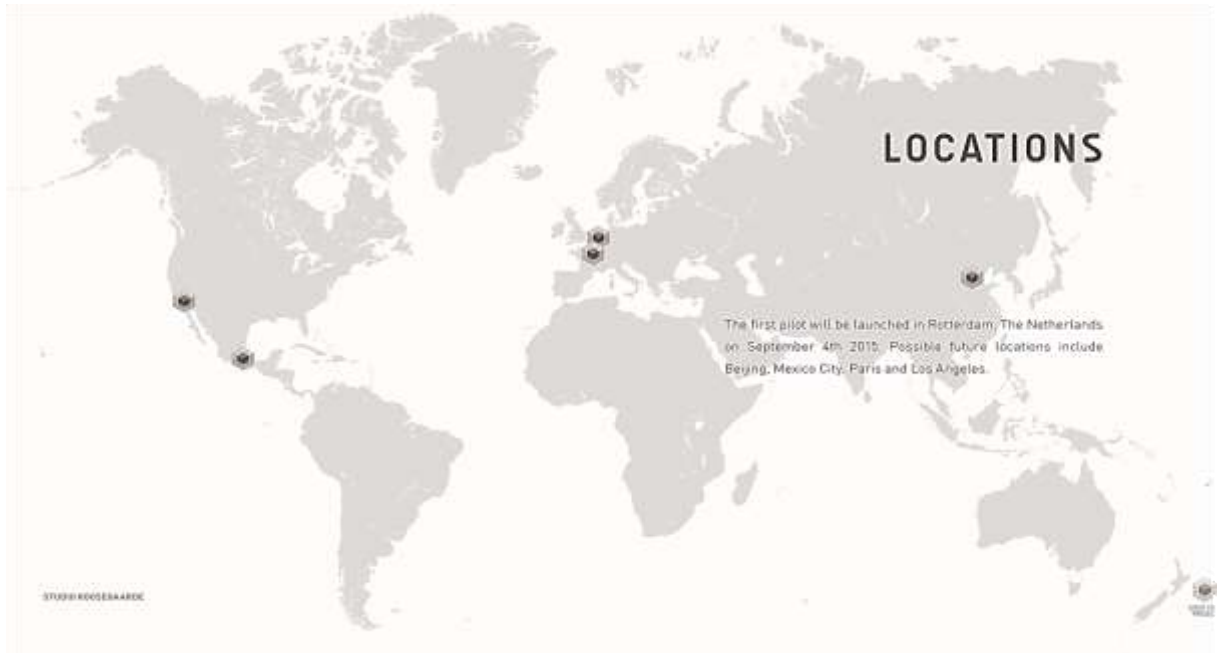 LOCATIONS
The first pilot will be launched in Rotterdam, The Netherlands
on September 4th 2015. Possible future locations include
Beijing, Mexico City, Paris and Los Angeles.
STUDIO ROOSEGAARDE